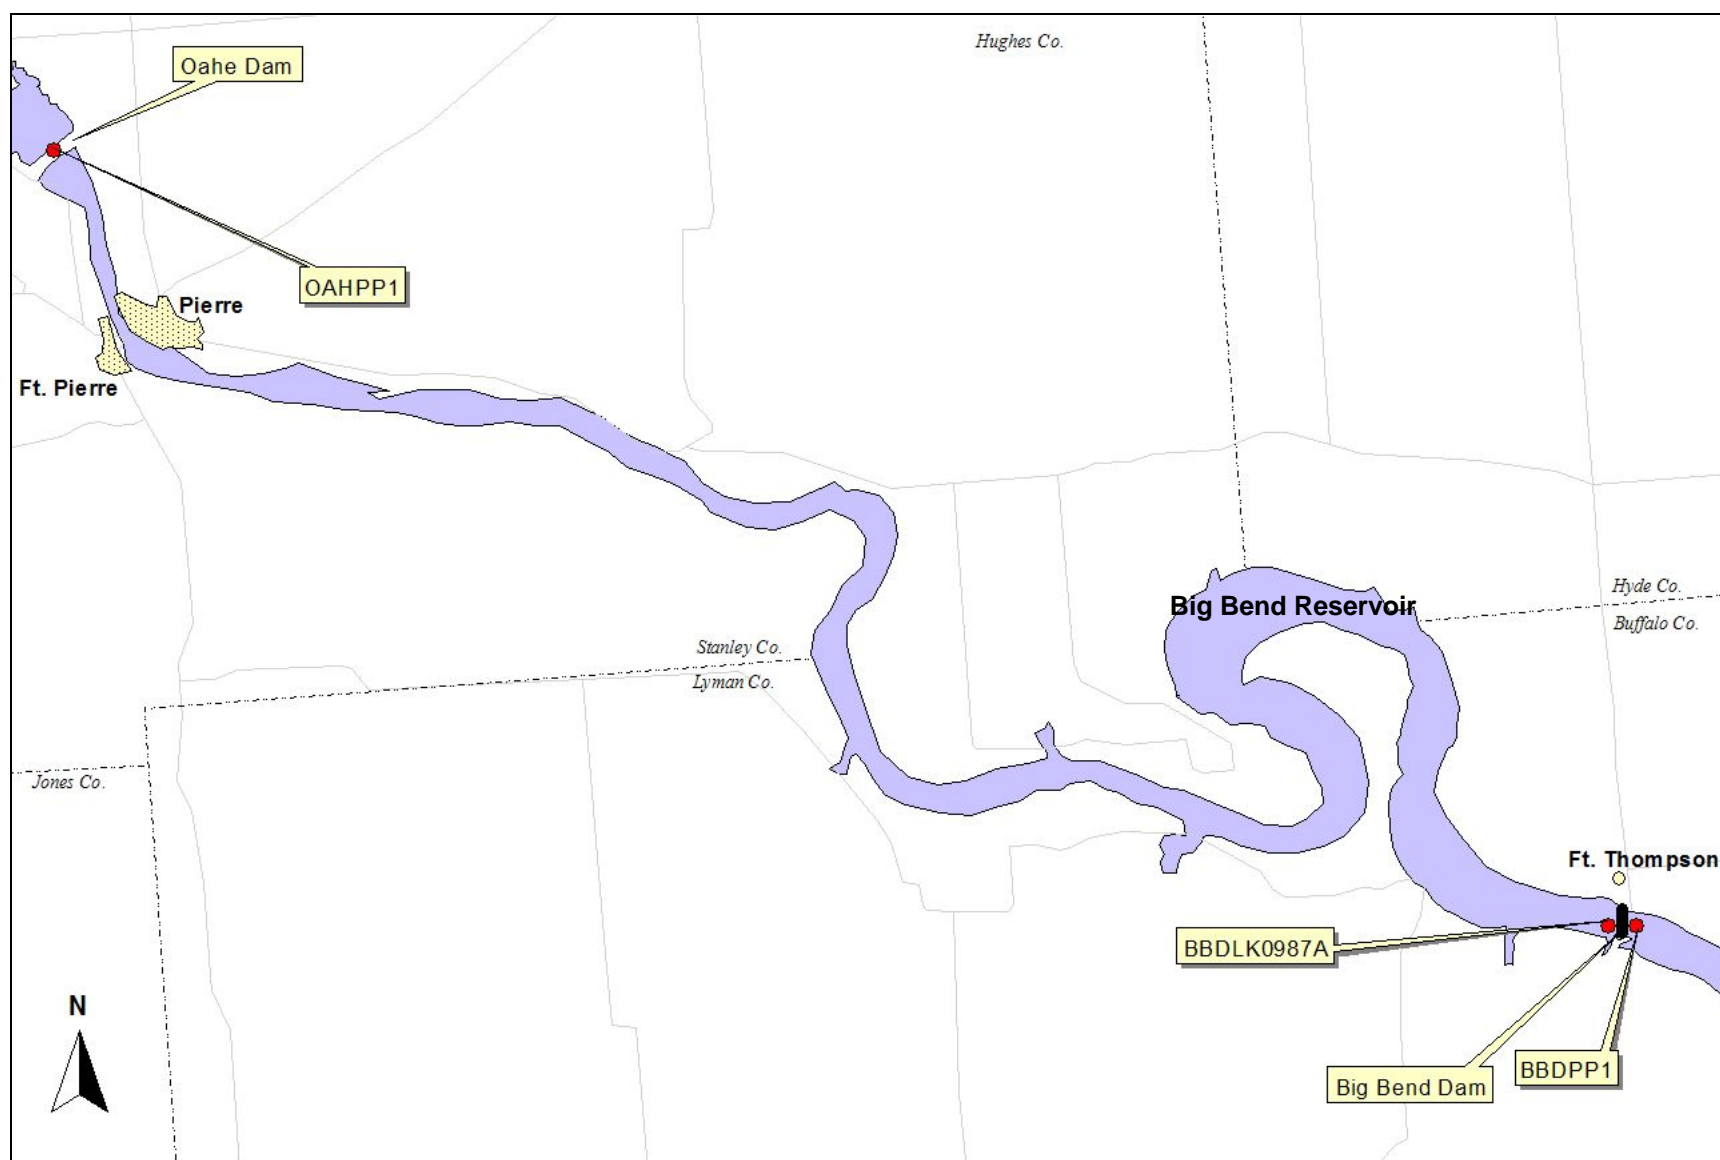 Hughes Co.
Oahe Dam
OAHPP1
Pierre
Ft. Pierre
Hyde Co.
Big Bend Reservoir
Buffalo Co.
Stanley Co.
Lyman Co.
Jones Co.
Ft. Thompson
BBDLK0987A
N
BBDPP1
Big Bend Dam